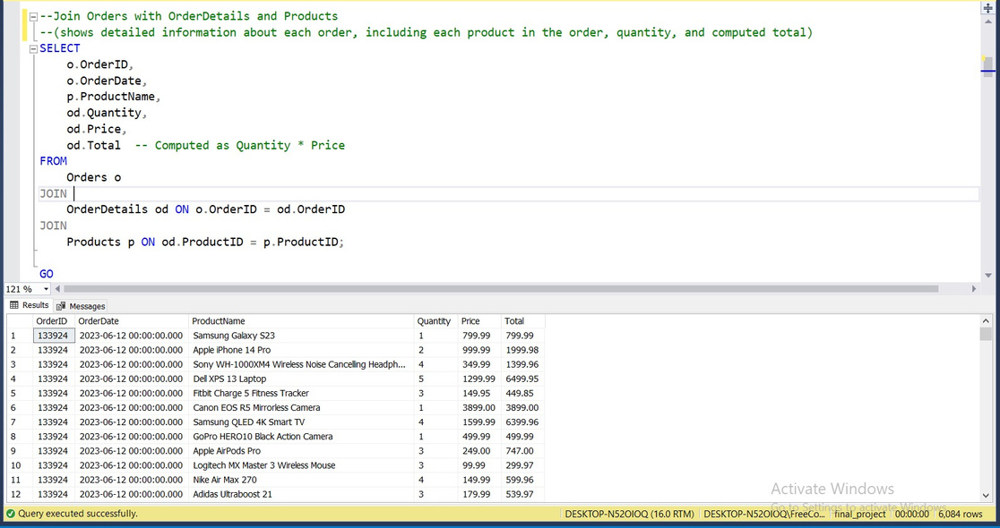 --Join Orders with OrderDetails and Products
--(shows detailed information about each order, including each product in the order, quantity, and computed total)
SELECT
o.OrderID,
o.OrderDate,
p.ProductName,
od.Quantity,
od.Price,
od.Total  -- Computed as Quantity * Price
FROM
Orders o
JOIN
OrderDetails od ON o.OrderID = od.OrderID
JOIN
Products p ON od.ProductID = p.ProductID;
GO
121 %
Results Messages
OrderID OrderDate ProductName Quantity Price Total
1 133924 2023-06-12 00:00:00.000 Samsung Galaxy S23 1 799.99 799.99
2 133924 2023-06-12 00:00:00.000 Apple iPhone 14 Pro 2 999.99 1999.98
3 133924 2023-06-12 00:00:00.000 Sony WH-1000XM4 Wireless Noise Cancelling Headph... 4 349.99 1399.96
4 133924 2023-06-12 00:00:00.000 Dell XPS 13 Laptop 5 1299.99 6499.95
5 133924 2023-06-12 00:00:00.000 Fitbit Charge 5 Fitness Tracker 3 149.95 449.85
6 133924 2023-06-12 00:00:00.000 Canon EOS R5 Mirrorless Camera 1 3899.00 3899.00
7 133924 2023-06-12 00:00:00.000 Samsung QLED 4K Smart TV 4 1599.99 6399.96
8 133924 2023-06-12 00:00:00.000 GoPro HERO10 Black Action Camera 1 499.99 499.99
9 133924 2023-06-12 00:00:00.000 Apple AirPods Pro 3 249.00 747.00
10 133924 2023-06-12 00:00:00.000 Logitech MX Master 3 Wireless Mouse 3 99.99 299.97
11 133924 2023-06-12 00:00:00.000 Nike Air Max 270 4 149.99 599.96
12 133924 2023-06-12 00:00:00.000 Adidas Ultraboost 21 3 179.99 539.97
Activate Windows
Go to Settings to activate Windows.
Query executed successfully. DESKTOP-N52OIOQ (16.0 RTM) DESKTOP-N52OIOQ\FreeCo... final_project 00:00:00 6,084 rows